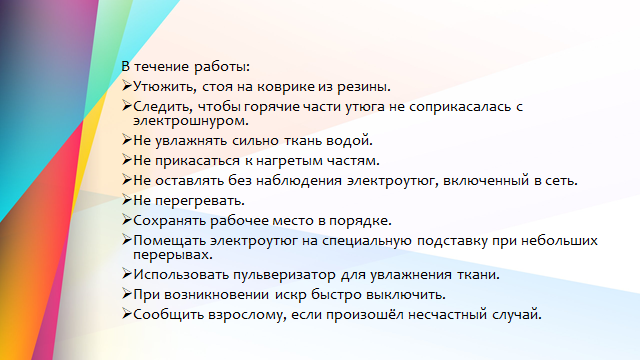 В течение работы:
➢Утюжить, стоя на коврике из резины.
➢Следить, чтобы горячие части утюга не соприкасалась с
электрошнуром.
➢Не увлажнять сильно ткань водой.
➢Не прикасаться к нагретым частям.
➢Не оставлять без наблюдения электроутюг, включенный в сеть.
➢Не перегревать.
➢Сохранять рабочее место в порядке.
➢Помещать электроутюг на специальную подставку при небольших
перерывах.
➢Использовать пульверизатор для увлажнения ткани.
➢При возникновении искр быстро выключить.
➢Сообщить взрослому, если произошёл несчастный случай.